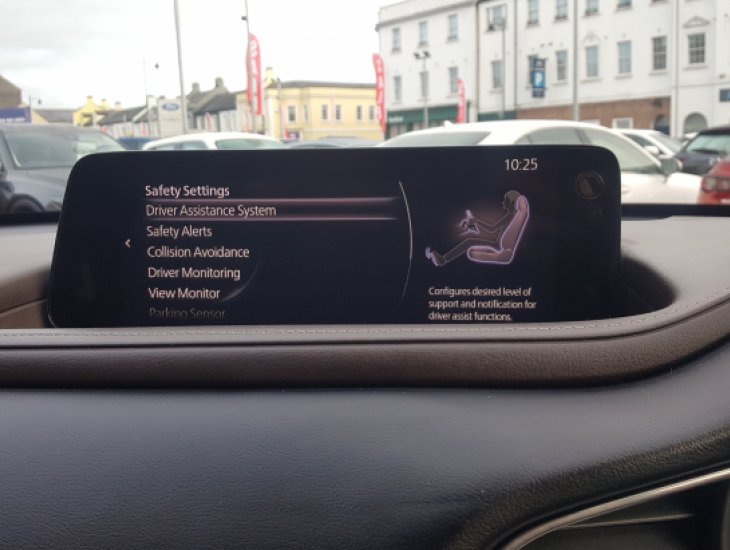 10:25
Safety Settings
Driver Assistance System
Safety Alerts
Collision Avoidance
Driver Monitoring
View Monitor
Parking Sensor
Configures desired level of
support and notification for
driver assist functions.